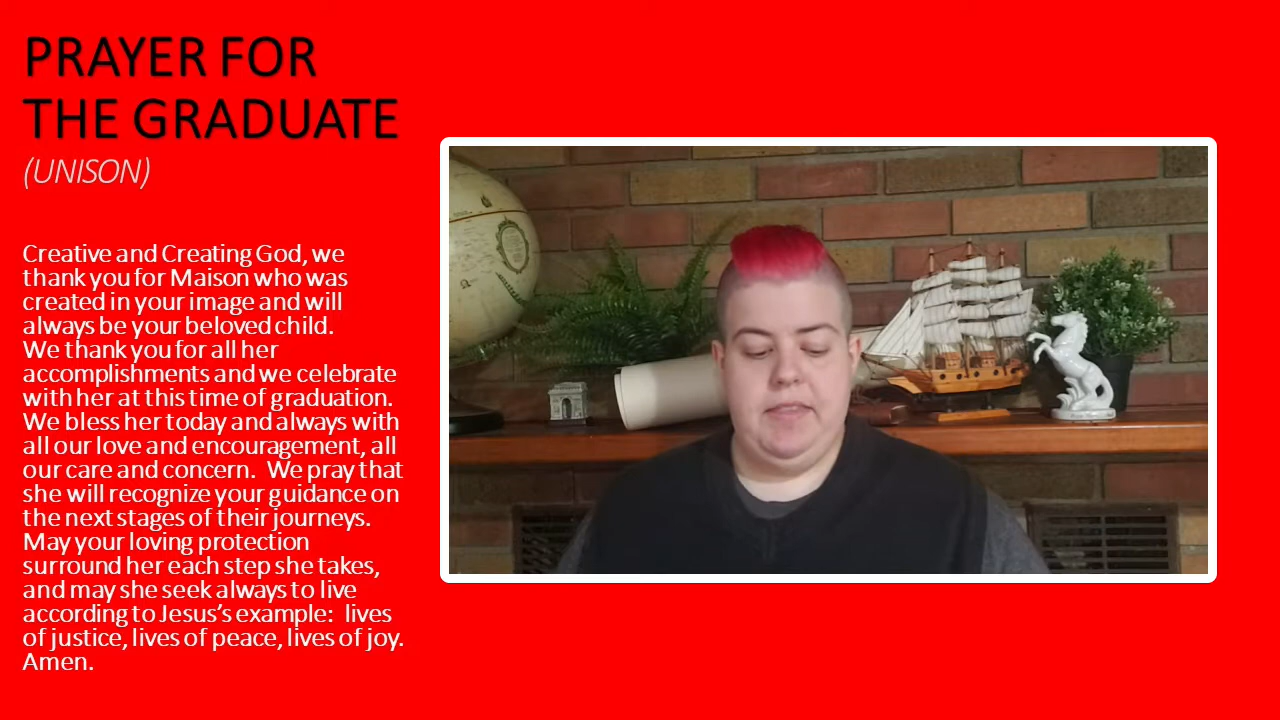 PRAYER FOR
THE GRADUATE
(UNISON)
Creative and Creating God, we
thank you for Maison who was
created in your image and will
always be your beloved child.
We thank you for all her
accomplishments and we celebrate
with her at this time of graduation.
We bless her today and always with
all our love and encouragement, all
our care and concern.  We pray that
she will recognize your guidance on
the next stages of their journeys.
May your loving protection
surround her each step she takes,
and may she seek always to live
according to Jesus’s example:  lives
of justice, lives of peace, lives of joy.
Amen.